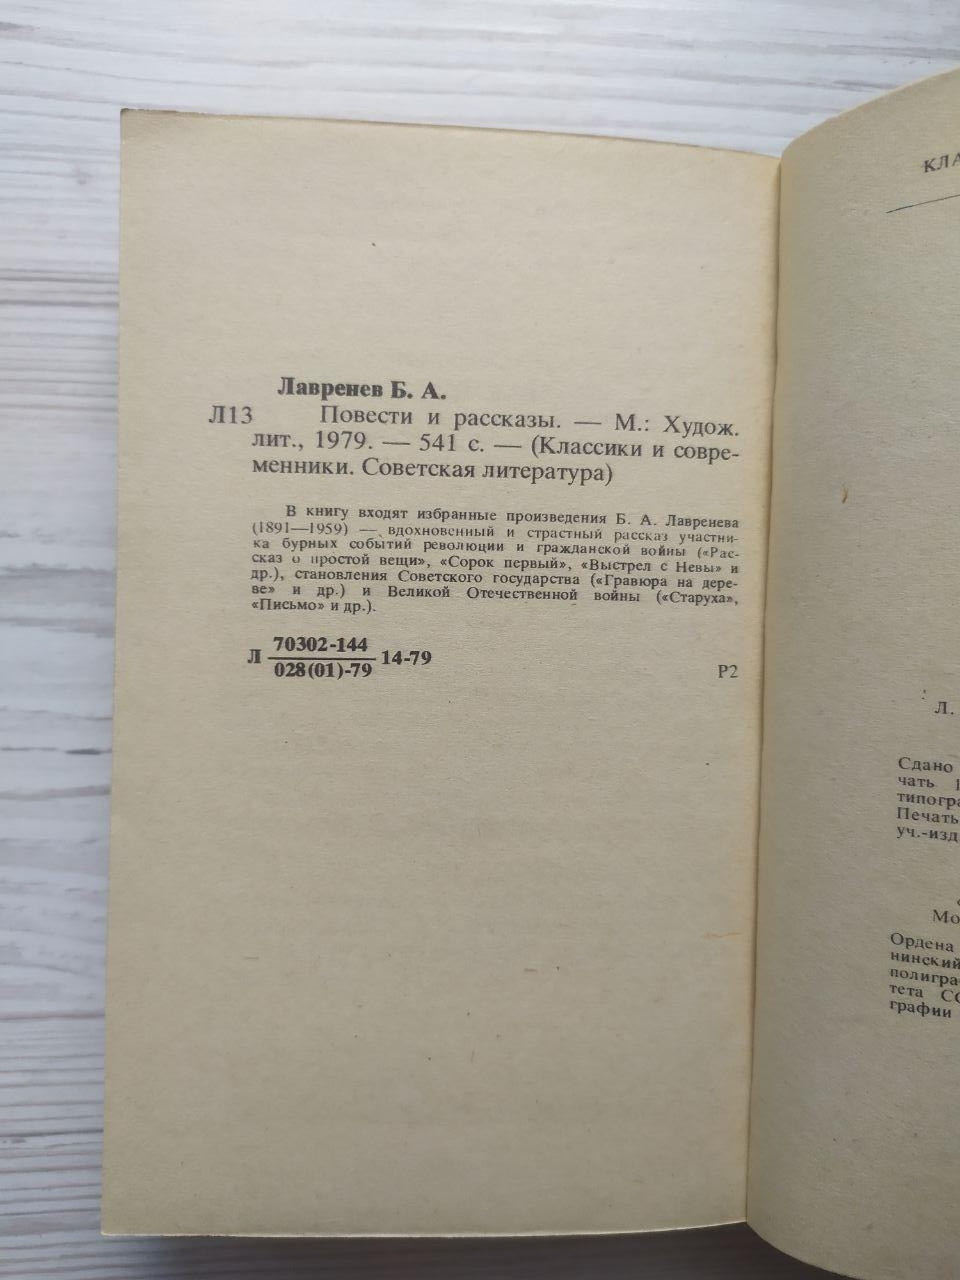 Лавренев Б. А.
Л13 Повести и рассказы. — М.: Худож.
лит., 1979. — 541 с. — (Классики и совре-
менники. Советская литература)
В книгу входят избранные произведения Б. А. Лавренева
(1891—1959) — вдохновенный и страстный рассказ участни-
ка бурных событий революции и гражданской войны («Рас-
сказ о простой вещи», «Сорок первый», «Выстрел с Невы» и
др.), становления Советского государства («Гравюра на дере-
ве» и др.) и Великой Отечественной войны («Старуха»,
«Письмо» и др.).
Л 70302-144 14-79
028(01)-79
Р2
КЛА
Л.
Сдано
чать
типогра
Печать
уч.-изд
Мо
Ордена
нинский
полигра
тета СС
графии